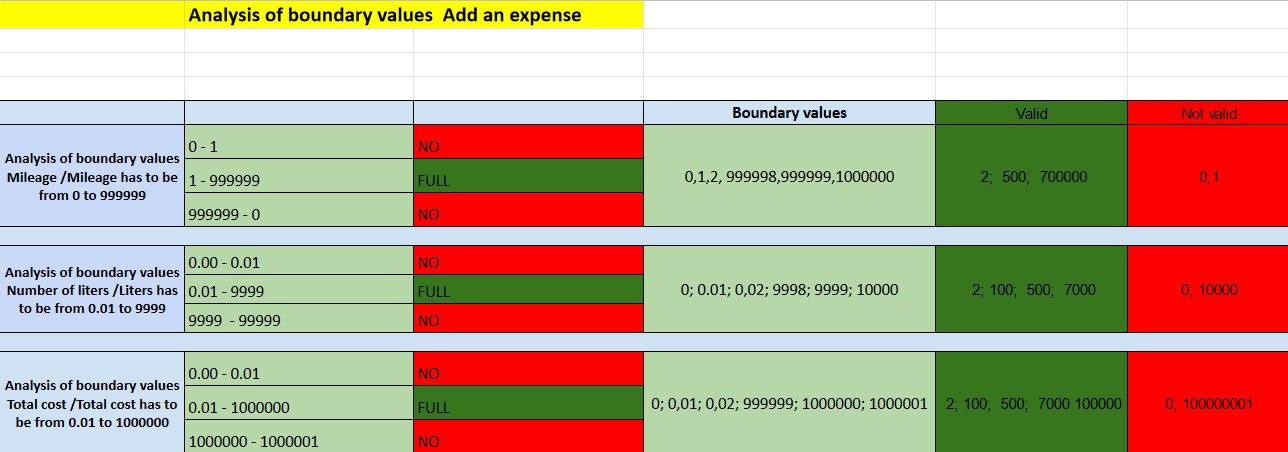 Analysis of boundary values  Add an expense
Boundary values
Valid
Not valid
Analysis of boundary values
Mileage /Mileage has to be
from 0 to 999999
0 - 1
NO
1 - 999999
FULL
999999 - 0
NO
0,1,2, 999998,999999,1000000
2;  500;  700000
0,1
Analysis of boundary values
Number of liters /Liters has
to be from 0.01 to 9999
0.00 - 0.01
NO
0.01 - 9999
FULL
9999  - 99999
NO
0; 0.01; 0,02; 9998; 9999; 10000
2; 100;  500;  7000
0; 10000
Analysis of boundary values
Total cost /Total cost has to
be from 0.01 to 1000000
0.00 - 0.01
NO
0.01 - 1000000
FULL
1000000 - 1000001
NO
0; 0,01; 0,02; 999999; 1000000; 1000001
2; 100;  500;  7000 100000
0; 100000001